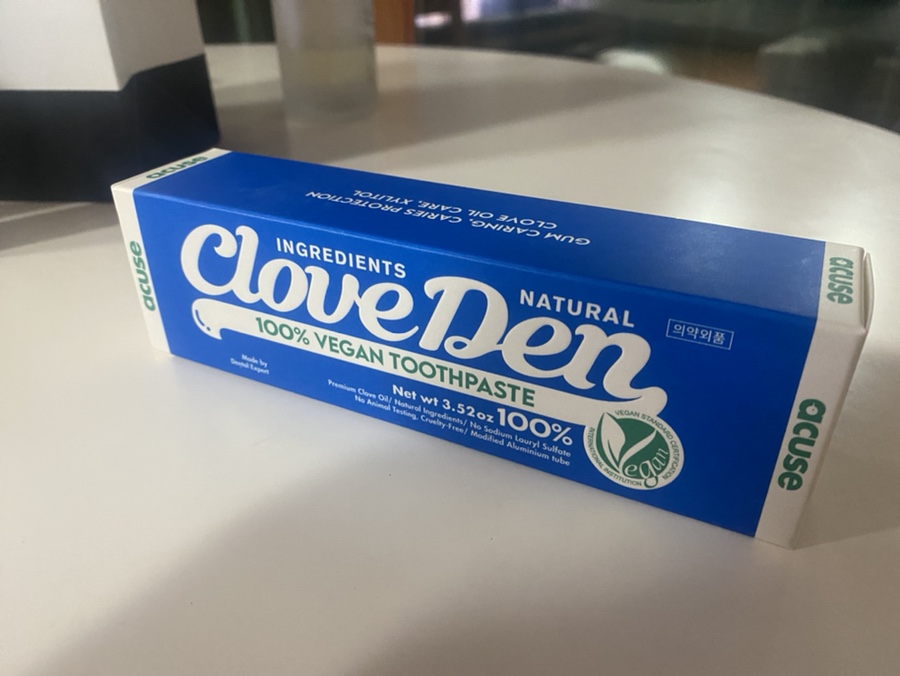 acuse
GUM CARING, CARIES PROTECTION
CLOVE OIL CARE, XYLITOL
acuse
acuse
INGREDIENTS
NATURAL
CloveDen
의약외품
100% VEGAN TOOTHPASTE
Made by
Dental Expert
Net wt 3.52oz 100%
Premium Clove Oil/ Natural Ingredients/ No Sodium Lauryl Sulfate
No Animal Testing, Cruelty-Free/ Modified Aluminium tube
VEGAN STANDARD CERTIFICATION
Vegan
INTERNATIONAL INSTITUTION
acuse